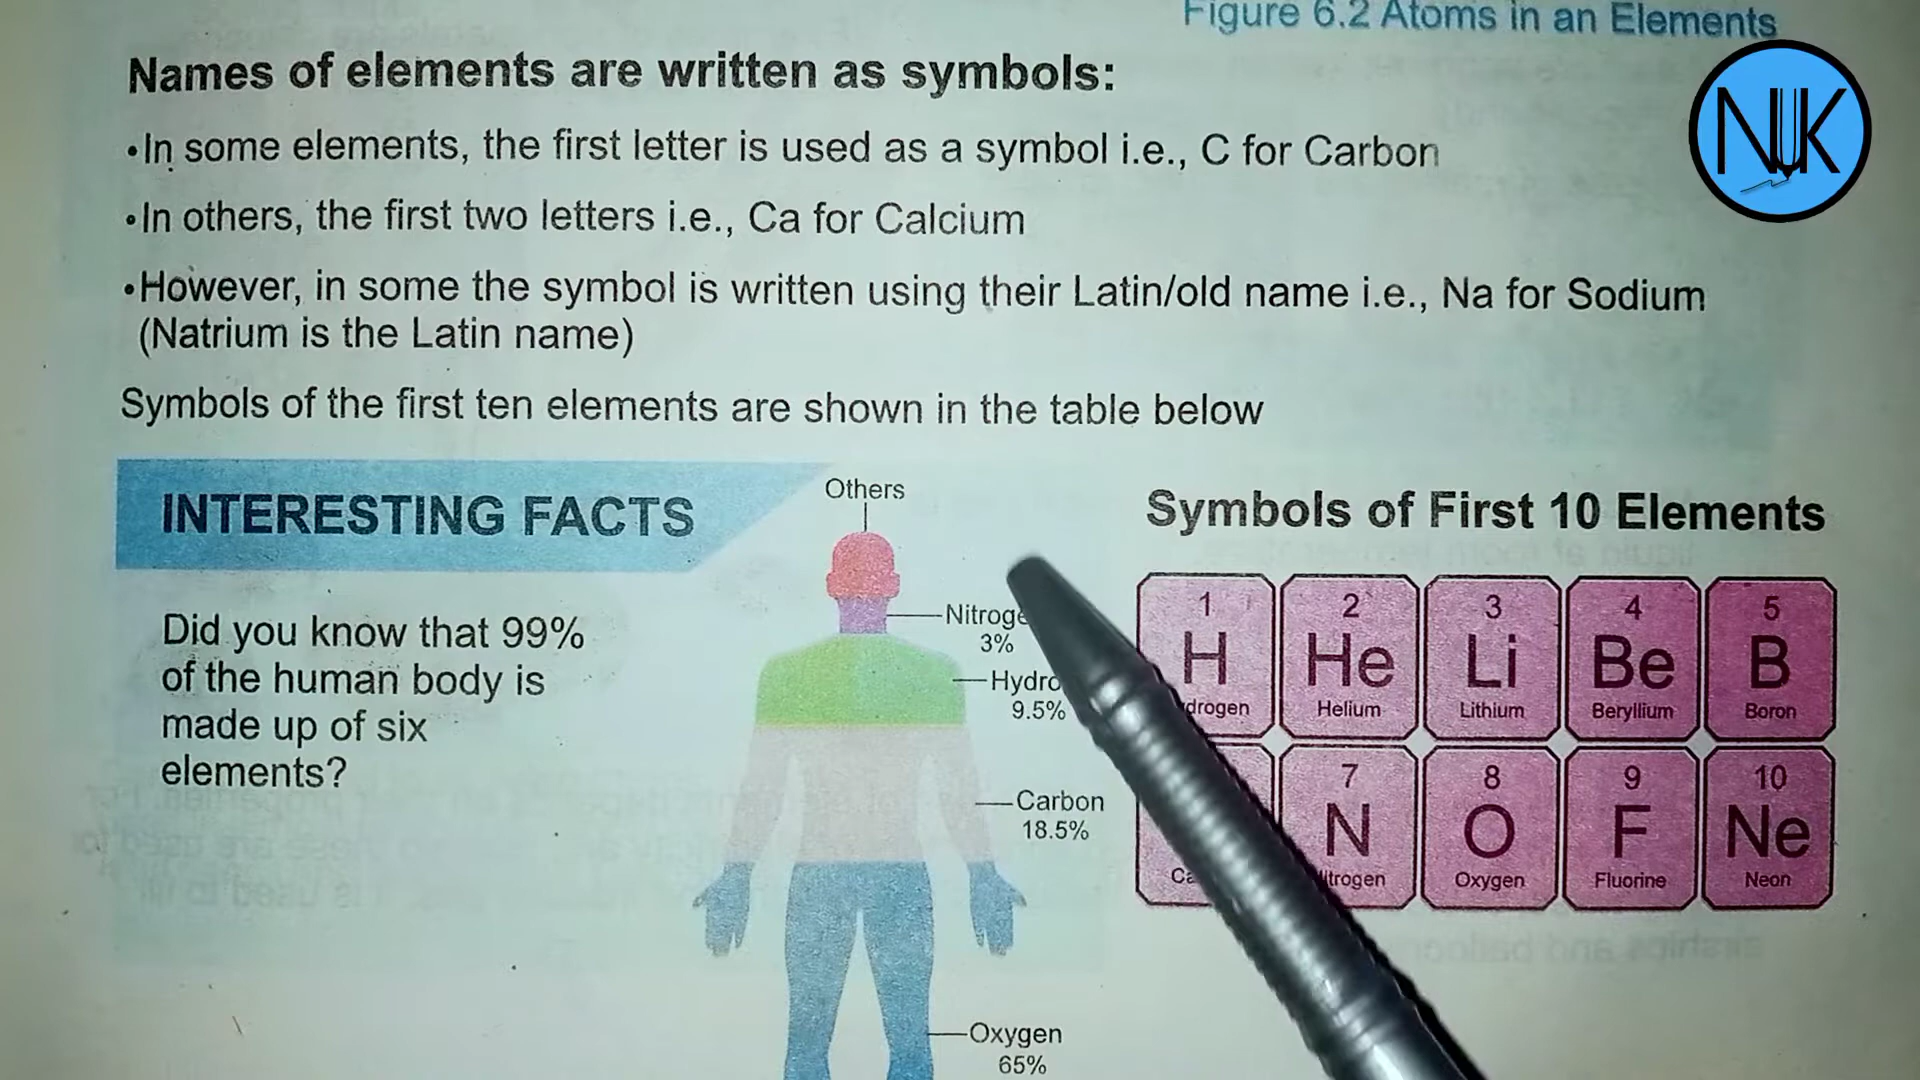 Figure 6.2 Atoms in an Elements
NUK
Names of elements are written as symbols:
•In some elements, the first letter is used as a symbol i.e., C for Carbon
•In others, the first two letters i.e., Ca for Calcium
•However, in some the symbol is written using their Latin/old name i.e., Na for Sodium
(Natrium is the Latin name)
Symbols of the first ten elements are shown in the table below
INTERESTING FACTS
Did you know that 99%
of the human body is
made up of six
elements?
Others
3%
9.5%
Carbon
18.5%
Oxygen
65%
Symbols of First 10 Elements
1 2 3 4 5
H He Li Be B
Helium Lithium Beryllium Boron
7 8 9 10
N O F Ne
Oxygen Fluorine Neon